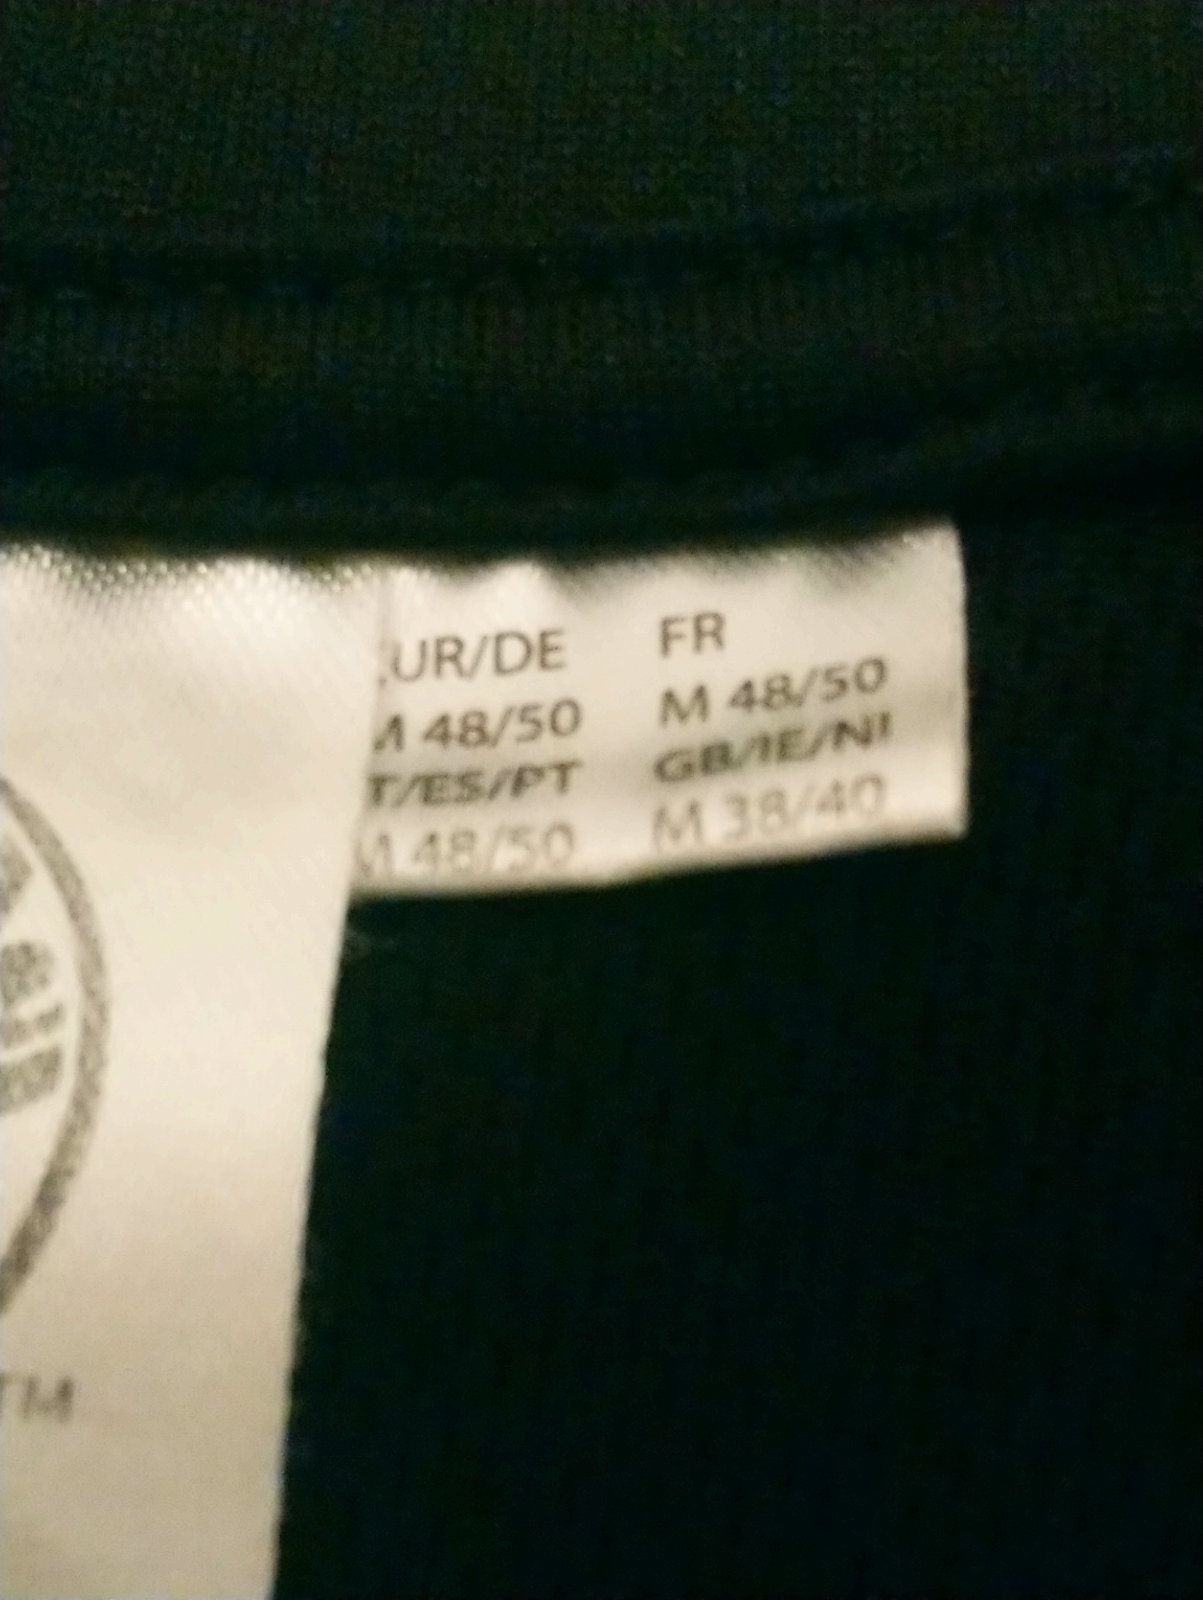 UR/DE FR
M 48/50 M 48/50
T/ES/PT GB/IE/NI
M 48/50 M 38/40
TM